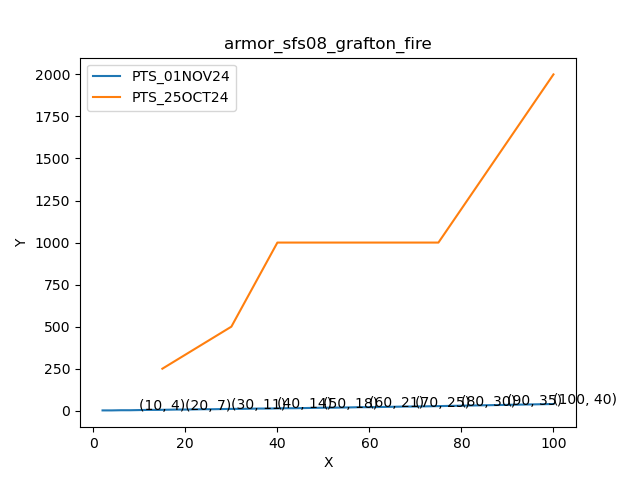 armor_sfs08_grafton_fire
PTS_01NOV24
PTS_25OCT24
2000
1750
1500
1250
1000
750
500
250
0
Y
(10, 4)(20, 7)(30, 11)(40, 14)(50, 18)(60, 21)(70, 25)(80, 30)(90, 35)(100, 40)
0 20 40 60 80 100
X